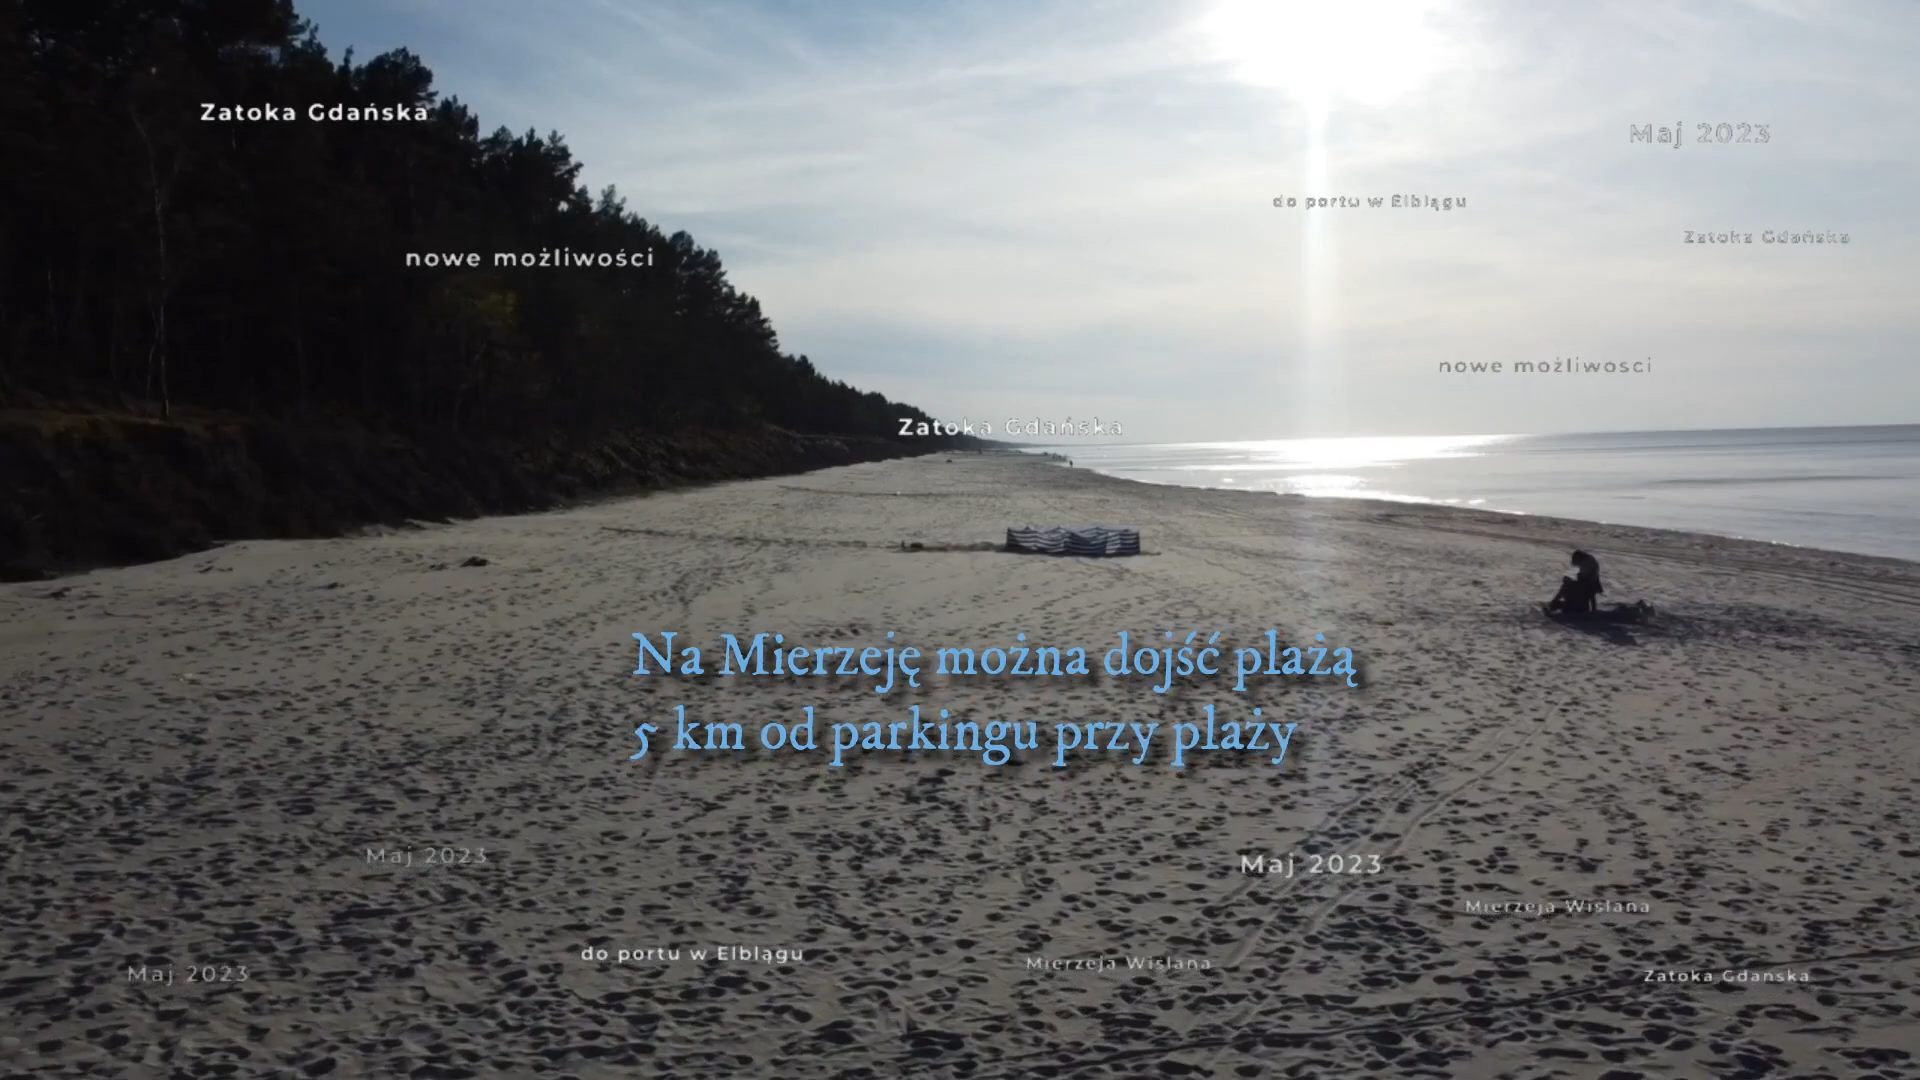 Zatoka Gdańska
Maj 2023
do portu w Elblągu
Zatoka Gdańska
nowe możliwości
nowe możliwosci
Zatoka Gdańska
Na Mierzeję można dojść plażą
5 km od parkingu przy plaży
Maj 2023
Maj 2023
Mierzeja Wislana
do portu w Elblągu
Mierzeja Wislana
Maj 2023
Zatoka Gdanska